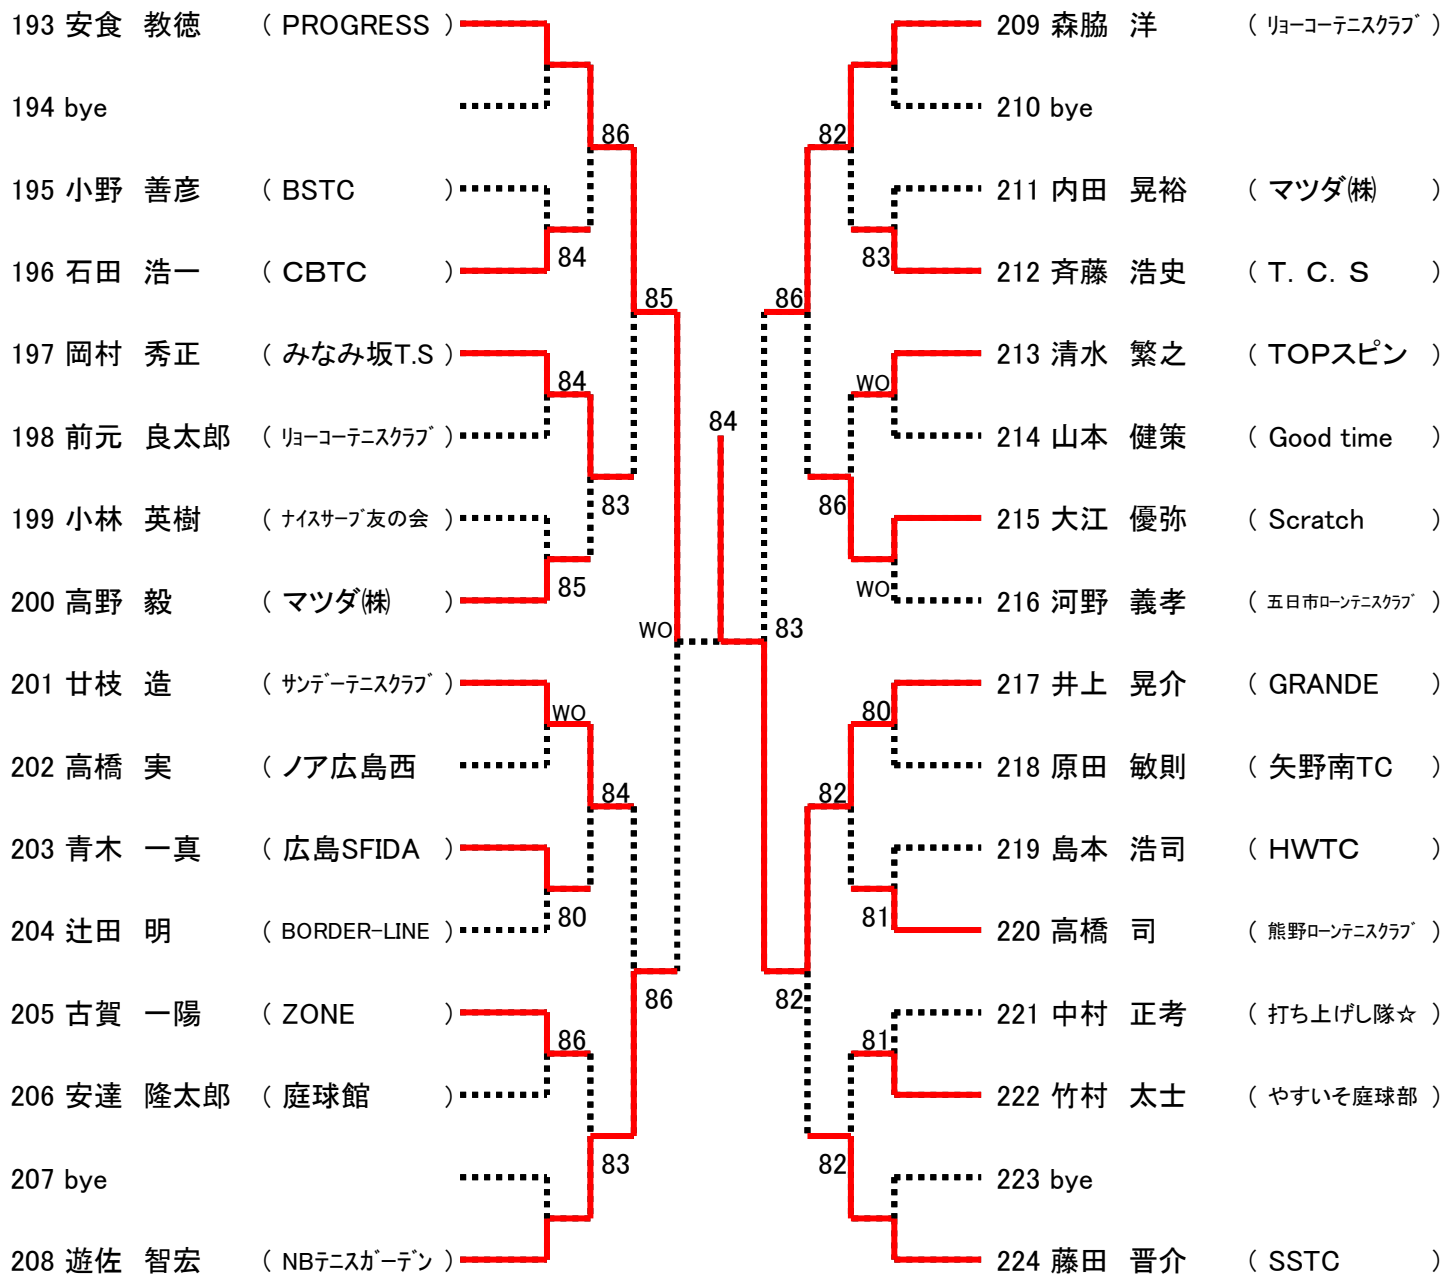 193 安食 教徳 ( PROGRESS )
194 bye
86
195 小野 善彦 ( BSTC )
84
196 石田 浩一 ( CBTC )
85
197 岡村 秀正 ( みなみ坂T.S )
84
198 前元 良太郎 ( ﾘｮｰｺｰﾃﾆｽｸﾗﾌﾞ )
83
199 小林 英樹 ( ﾅｲｽｻｰﾌﾞ友の会 )
85
200 高野 毅 ( マツダ㈱ )
WO
201 廿枝 造 ( ｻﾝﾃﾞｰﾃﾆｽｸﾗﾌﾞ )
WO
202 高橋 実 ( ノア広島西
84
203 青木 一真 ( 広島SFIDA )
80
204 辻田 明 ( BORDER-LINE )
86
205 古賀 一陽 ( ZONE )
86
206 安達 隆太郎 ( 庭球館 )
83
207 bye
208 遊佐 智宏 ( NBﾃﾆｽｶﾞｰﾃﾞﾝ )
84
209 森脇 洋 ( ﾘｮｰｺｰﾃﾆｽｸﾗﾌﾞ )
210 bye
82
211 内田 晃裕 ( マツダ㈱ )
83
212 斉藤 浩史 ( T. C. S )
86
213 清水 繁之 ( TOPスピン )
WO
214 山本 健策 ( Good time )
86
215 大江 優弥 ( Scratch )
WO
216 河野 義孝 ( 五日市ﾛｰﾝﾃﾆｽｸﾗﾌﾞ )
83
217 井上 晃介 ( GRANDE )
80
218 原田 敏則 ( 矢野南TC )
82
219 島本 浩司 ( HWTC )
81
220 高橋 司 ( 熊野ﾛｰﾝﾃﾆｽｸﾗﾌﾞ )
82
221 中村 正考 ( 打ち上げし隊☆ )
81
222 竹村 太士 ( やすいそ庭球部 )
82
223 bye
224 藤田 晋介 ( SSTC )